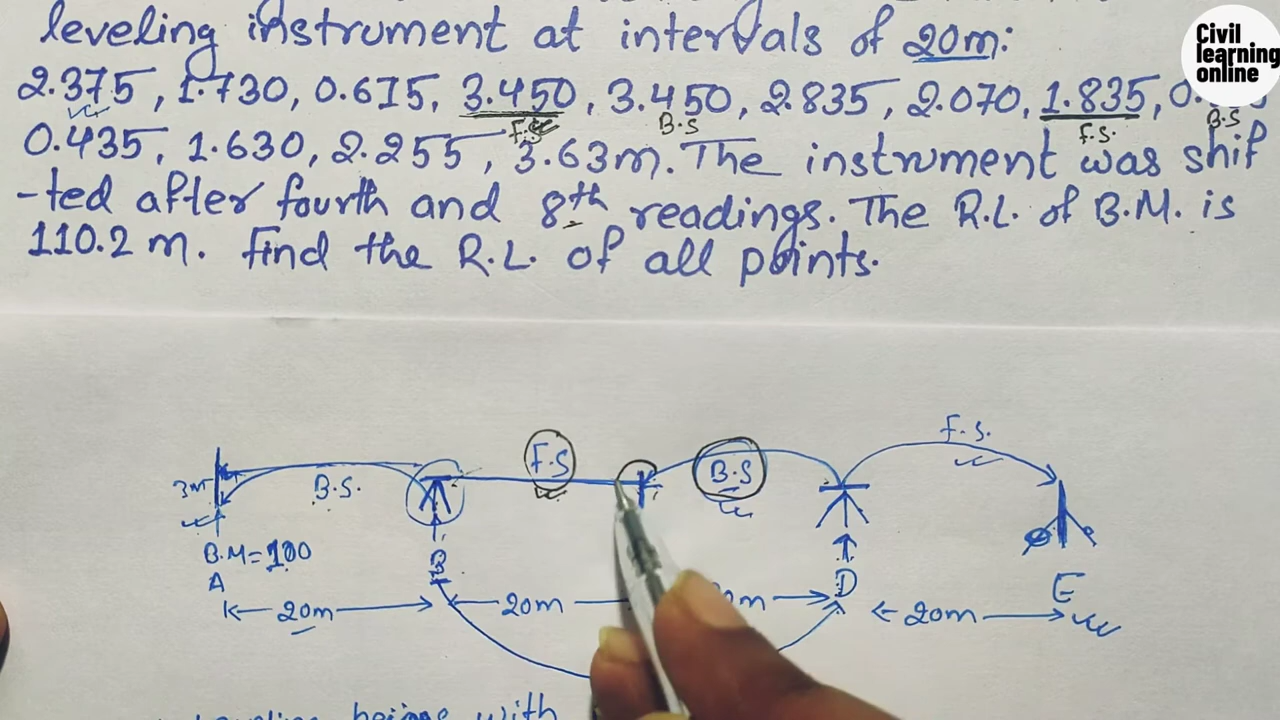 Civil learning online
leveling instrument at intervals of 20m:
2.375, 1.730, 0.615, 3.450, 3.450, 2.835, 2.070, 1.835,
F.S B.S F.S. B.S
0.435, 1.630, 2.255, 3.63m. The instrument was shif
-ted after fourth and 8th readings. The R.L. of B.M. is
110.2 m. Find the R.L. of all points.
F.S.
F.S B.S
3m B.S.
B.M=100
A B D E
20m 20m 20m
with